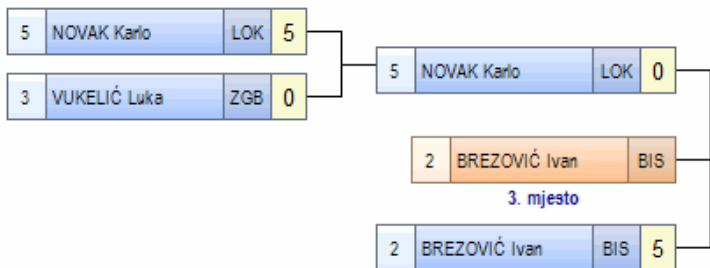 5 NOVAK Karlo LOK 5
3 VUKELIĆ Luka ZGB 0
5 NOVAK Karlo LOK 0
2 BREZOVIĆ Ivan BIS
3. mjesto
2 BREZOVIĆ Ivan BIS 5